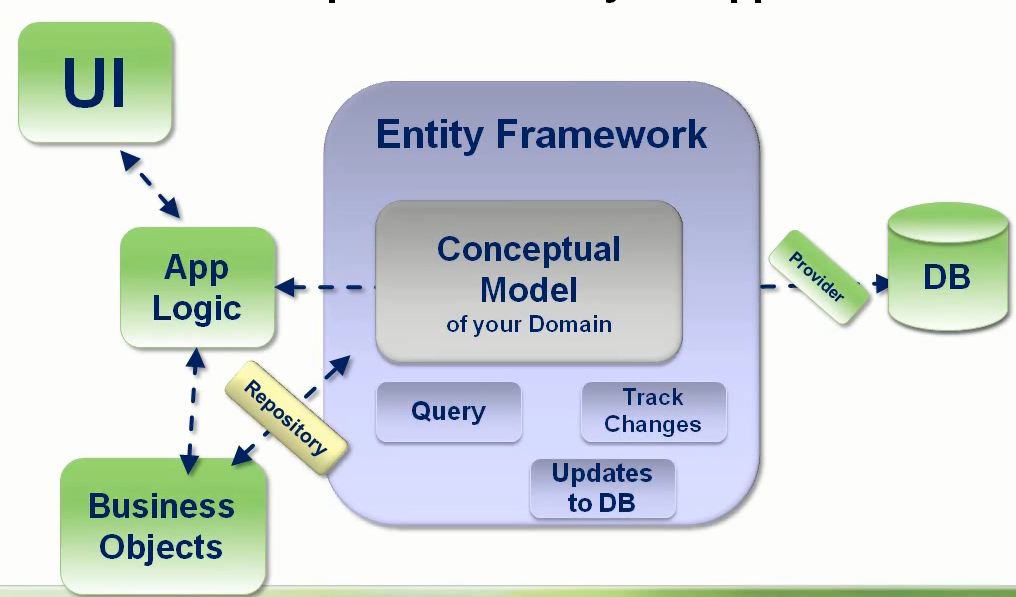 UI
Entity Framework
Conceptual
Model
of your Domain
App
Logic
Provider
DB
Repository
Query
Track
Changes
Updates
to DB
Business
Objects